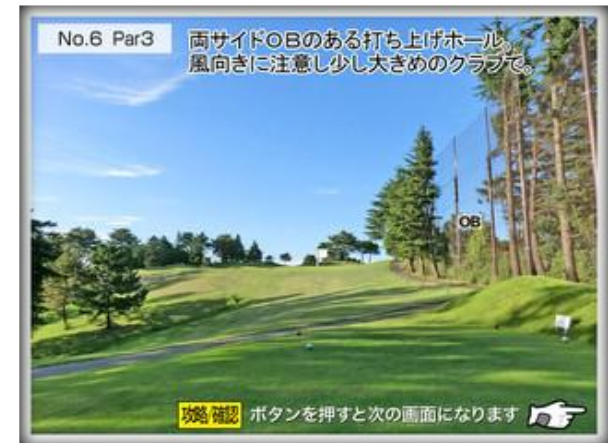 No.6 Par3
両サイドOBのある打ち上げホール。
風向きに注意し少し大きめのクラブで。
OB
攻略/確認 ボタンを押すと次の画面になります